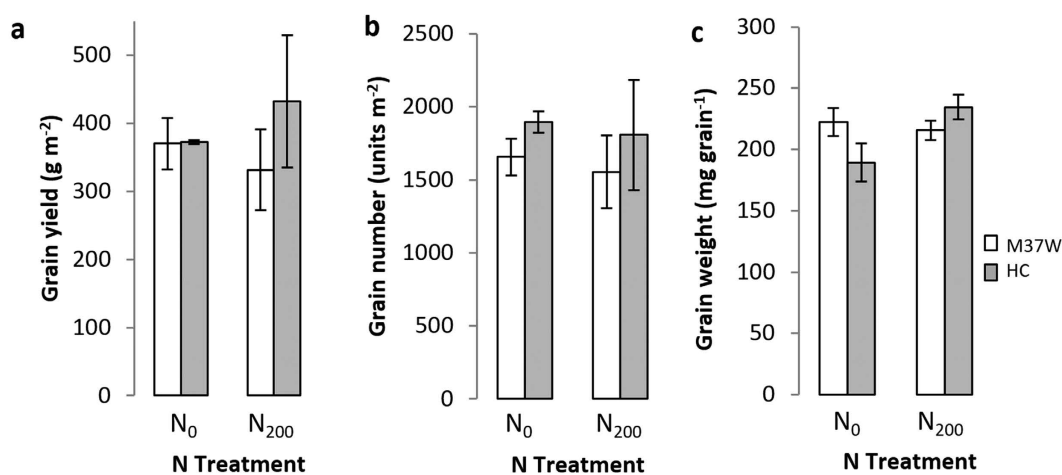 a
Grain yield (g m⁻²)
500
400
300
200
100
0
N₀ N₂₀₀
N Treatment
b
Grain number (units m⁻²)
2500
2000
1500
1000
500
0
N₀ N₂₀₀
N Treatment
c
Grain weight (mg grain⁻¹)
300
250
200
150
100
50
0
N₀ N₂₀₀
N Treatment
M37W
HC